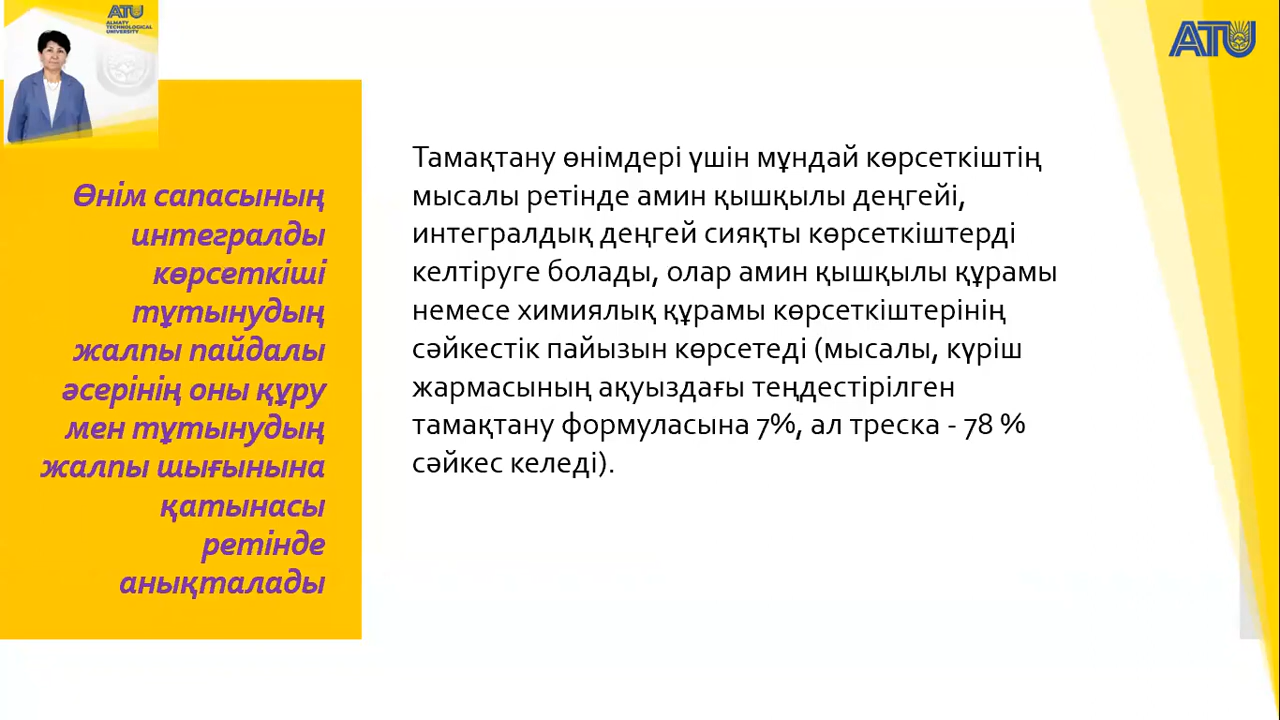 ATU
ALMATY
TECHNOLOGICAL
UNIVERSITY
ATU
Өнім сапасының
интегралды
көрсеткіші
тұтынудың
жалпы пайдалы
әсерінің оны құру
мен тұтынудың
жалпы шығынына
қатынасы
ретінде
анықталады
Тамақтану өнімдері үшін мұндай көрсеткіштің
мысалы ретінде амин қышқылы деңгейі,
интегралдық деңгей сияқты көрсеткіштерді
келтіруге болады, олар амин қышқылы құрамы
немесе химиялық құрамы көрсеткіштерінің
сәйкестік пайызын көрсетеді (мысалы, күріш
жармасының ақуыздағы теңдестірілген
тамақтану формуласына 7%, ал треска - 78 %
сәйкес келеді).